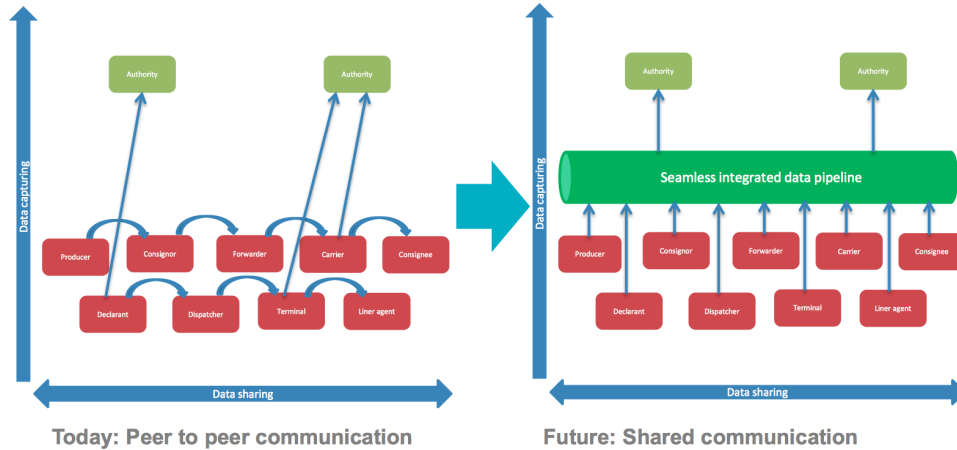 Data capturing
Authority
Authority
Producer
Consignor
Forwarder
Carrier
Consignee
Declarant
Dispatcher
Terminal
Liner agent
Data sharing
Today: Peer to peer communication
Data capturing
Authority
Authority
Seamless integrated data pipeline
Producer
Consignor
Forwarder
Carrier
Consignee
Declarant
Dispatcher
Terminal
Liner agent
Data sharing
Future: Shared communication